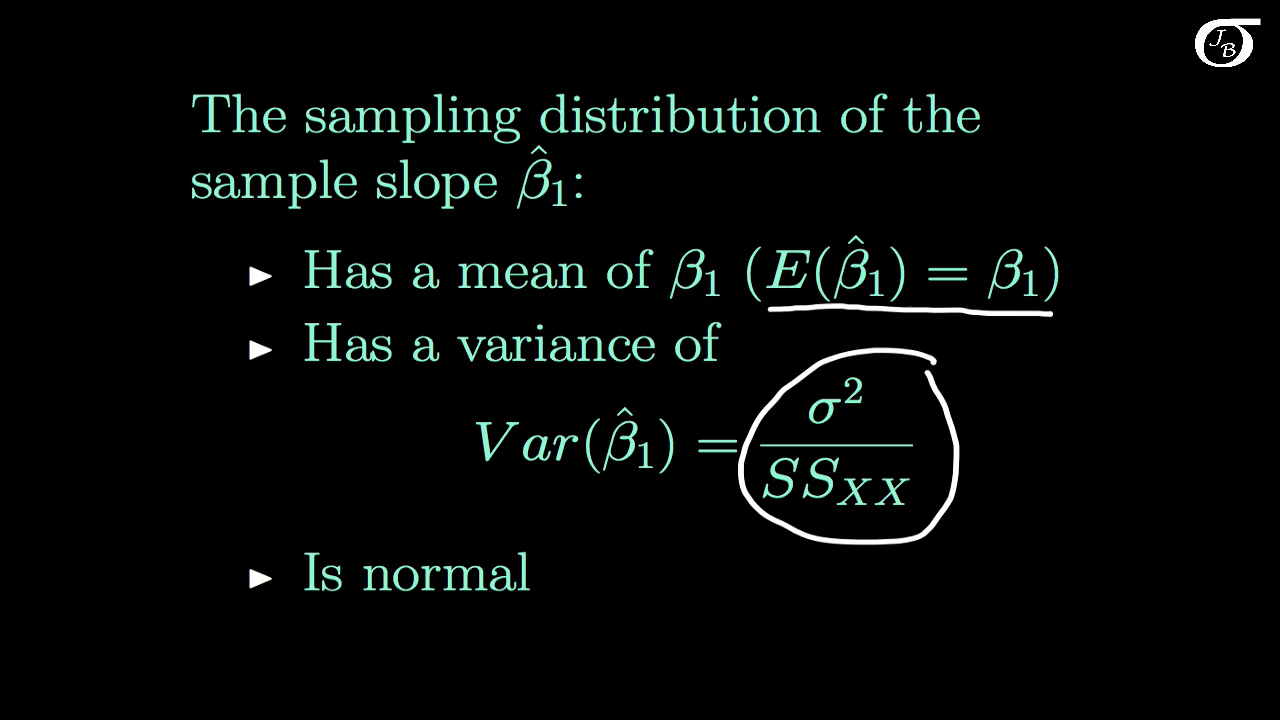 JB
The sampling distribution of the
sample slope β̂₁:
► Has a mean of β₁ (E(β̂₁) = β₁)
► Has a variance of
Var(β̂₁) = σ² / SS_XX
► Is normal